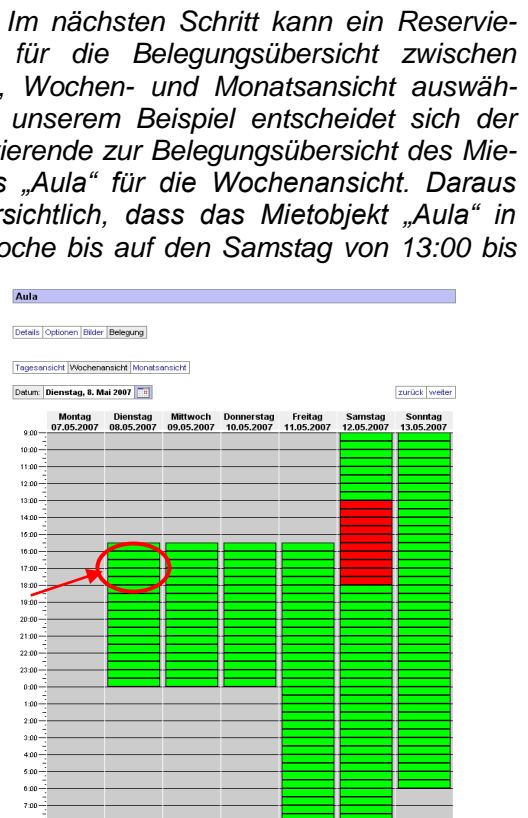 Im nächsten Schritt kann ein Reservie-
für die Belegungsübersicht zwischen
, Wochen- und Monatsansicht auswäh-
unserem Beispiel entscheidet sich der
ierende zur Belegungsübersicht des Mie-
s „Aula“ für die Wochenansicht. Daraus
rsichtlich, dass das Mietobjekt „Aula“ in
oche bis auf den Samstag von 13:00 bis
Aula
Details Optionen Bilder Belegung
Tagesansicht Wochenansicht Monatsansicht
Datum: Dienstag, 8. Mai 2007 zurück weiter
Montag Dienstag Mittwoch Donnerstag Freitag Samstag Sonntag
07.05.2007 08.05.2007 09.05.2007 10.05.2007 11.05.2007 12.05.2007 13.05.2007
9:00
10:00
11:00
12:00
13:00
14:00
15:00
16:00
17:00
18:00
19:00
20:00
21:00
22:00
23:00
0:00
1:00
2:00
3:00
4:00
5:00
6:00
7:00